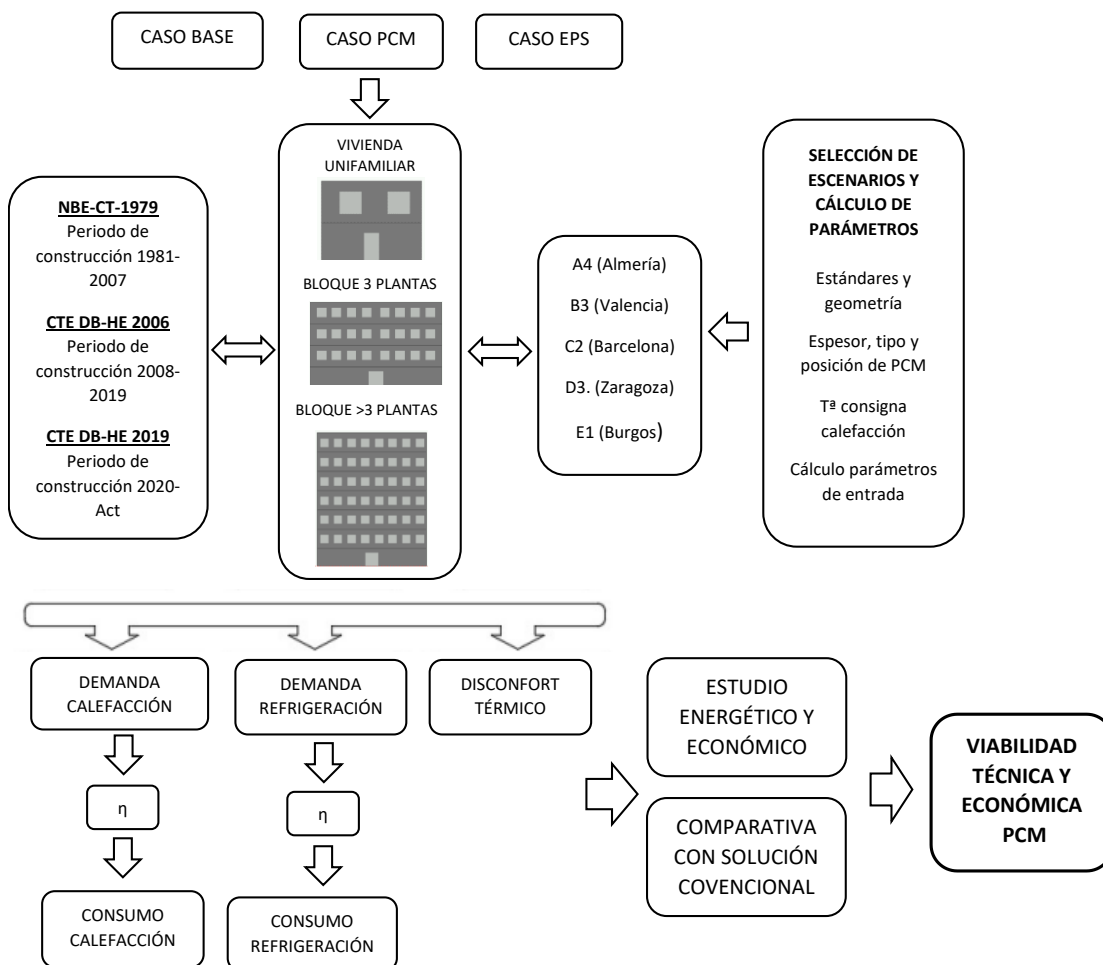 CASO BASE
CASO PCM
CASO EPS
NBE-CT-1979
Periodo de
construcción 1981-
2007
CTE DB-HE 2006
Periodo de
construcción 2008-
2019
CTE DB-HE 2019
Periodo de
construcción 2020-
Act
VIVIENDA
UNIFAMILIAR
BLOQUE 3 PLANTAS
BLOQUE >3 PLANTAS
A4 (Almería)
B3 (Valencia)
C2 (Barcelona)
D3. (Zaragoza)
E1 (Burgos)
SELECCIÓN DE
ESCENARIOS Y
CÁLCULO DE
PARÁMETROS
Estándares y
geometría
Espesor, tipo y
posición de PCM
Tª consigna
calefacción
Cálculo parámetros
de entrada
DEMANDA
CALEFACCIÓN
η
CONSUMO
CALEFACCIÓN
DEMANDA
REFRIGERACIÓN
η
CONSUMO
REFRIGERACIÓN
DISCONFORT
TÉRMICO
ESTUDIO
ENERGÉTICO Y
ECONÓMICO
COMPARATIVA
CON SOLUCIÓN
COVENCIONAL
VIABILIDAD
TÉCNICA Y
ECONÓMICA
PCM